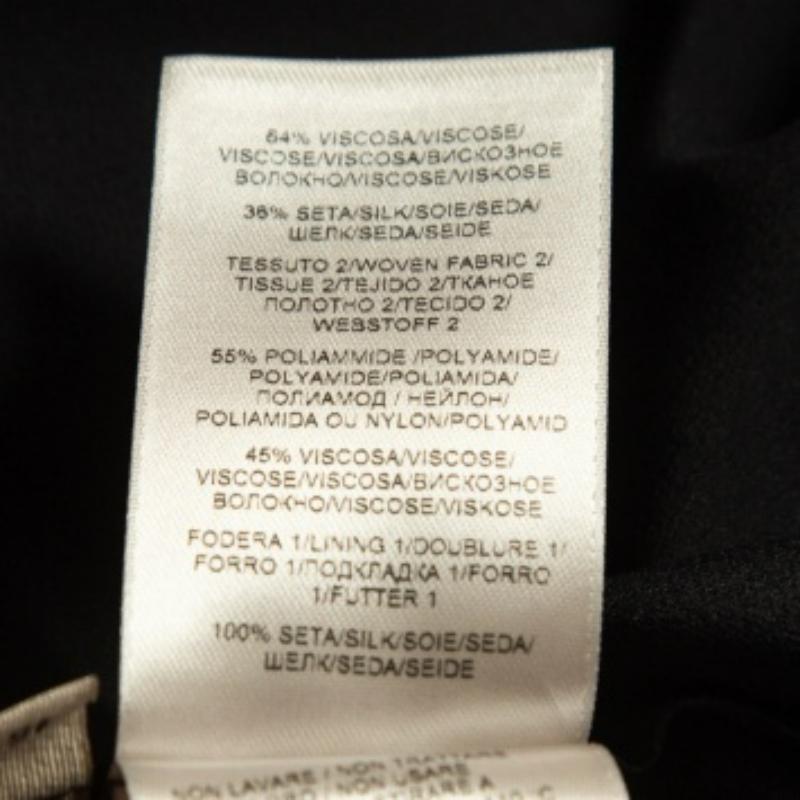 64% VISCOSA/VISCOSE/
VISCOSE/VISCOSA/ВИСКОЗНОЕ
ВОЛОКНО/VISCOSE/VISKOSE
36% SETA/SILK/SOIE/SEDA/
ШЕЛК/SEDA/SEIDE
TESSUTO 2/WOVEN FABRIC 2/
TISSUE 2/TEJIDO 2/ТКАНОЕ
ПОЛОТНО 2/TECIDO 2/
WEBSTOFF 2
55% POLIAMMIDE /POLYAMIDE/
POLYAMIDE/POLIAMIDA/
ПОЛИАМОД / НЕЙЛОН/
POLIAMIDA OU NYLON/POLYAMID
45% VISCOSA/VISCOSE/
VISCOSE/VISCOSA/ВИСКОЗНОЕ
ВОЛОКНО/VISCOSE/VISKOSE
FODERA 1/LINING 1/DOUBLURE 1/
FORRO 1/ПОДКЛАДКА 1/FORRO
1/FUTTER 1
100% SETA/SILK/SOIE/SEDA/
ШЕЛК/SEDA/SEIDE
NON LAVARE / NON TRATTARE
NON USARE